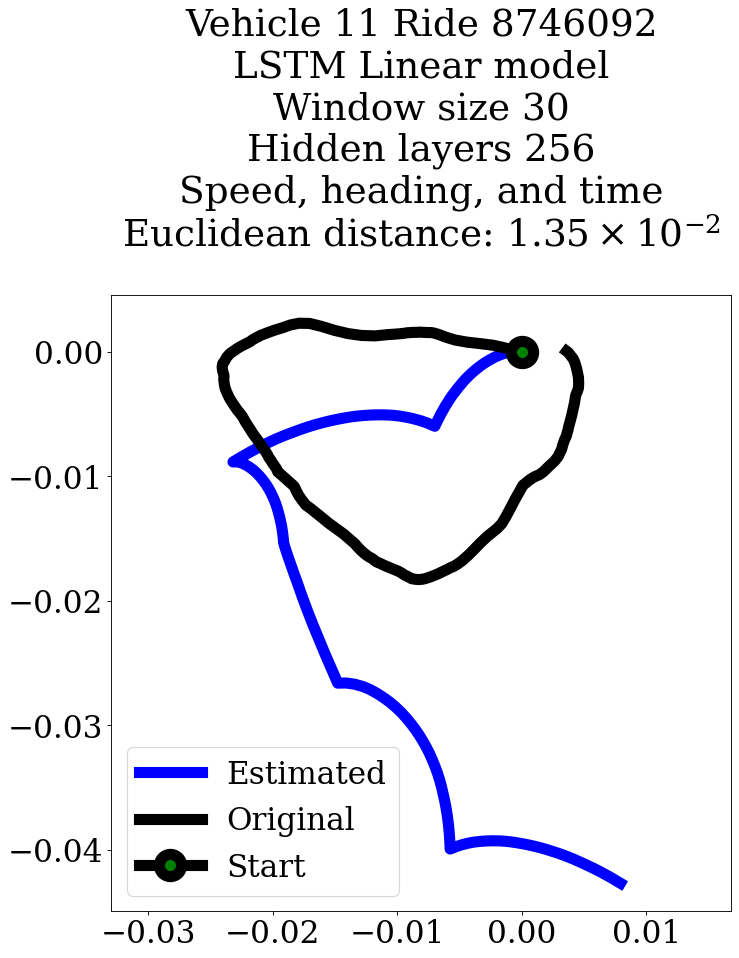 Vehicle 11 Ride 8746092
LSTM Linear model
Window size 30
Hidden layers 256
Speed, heading, and time
Euclidean distance: 1.35 × 10⁻²
0.00
−0.01
−0.02
−0.03
−0.04
Estimated
Original
Start
−0.03 −0.02 −0.01 0.00 0.01